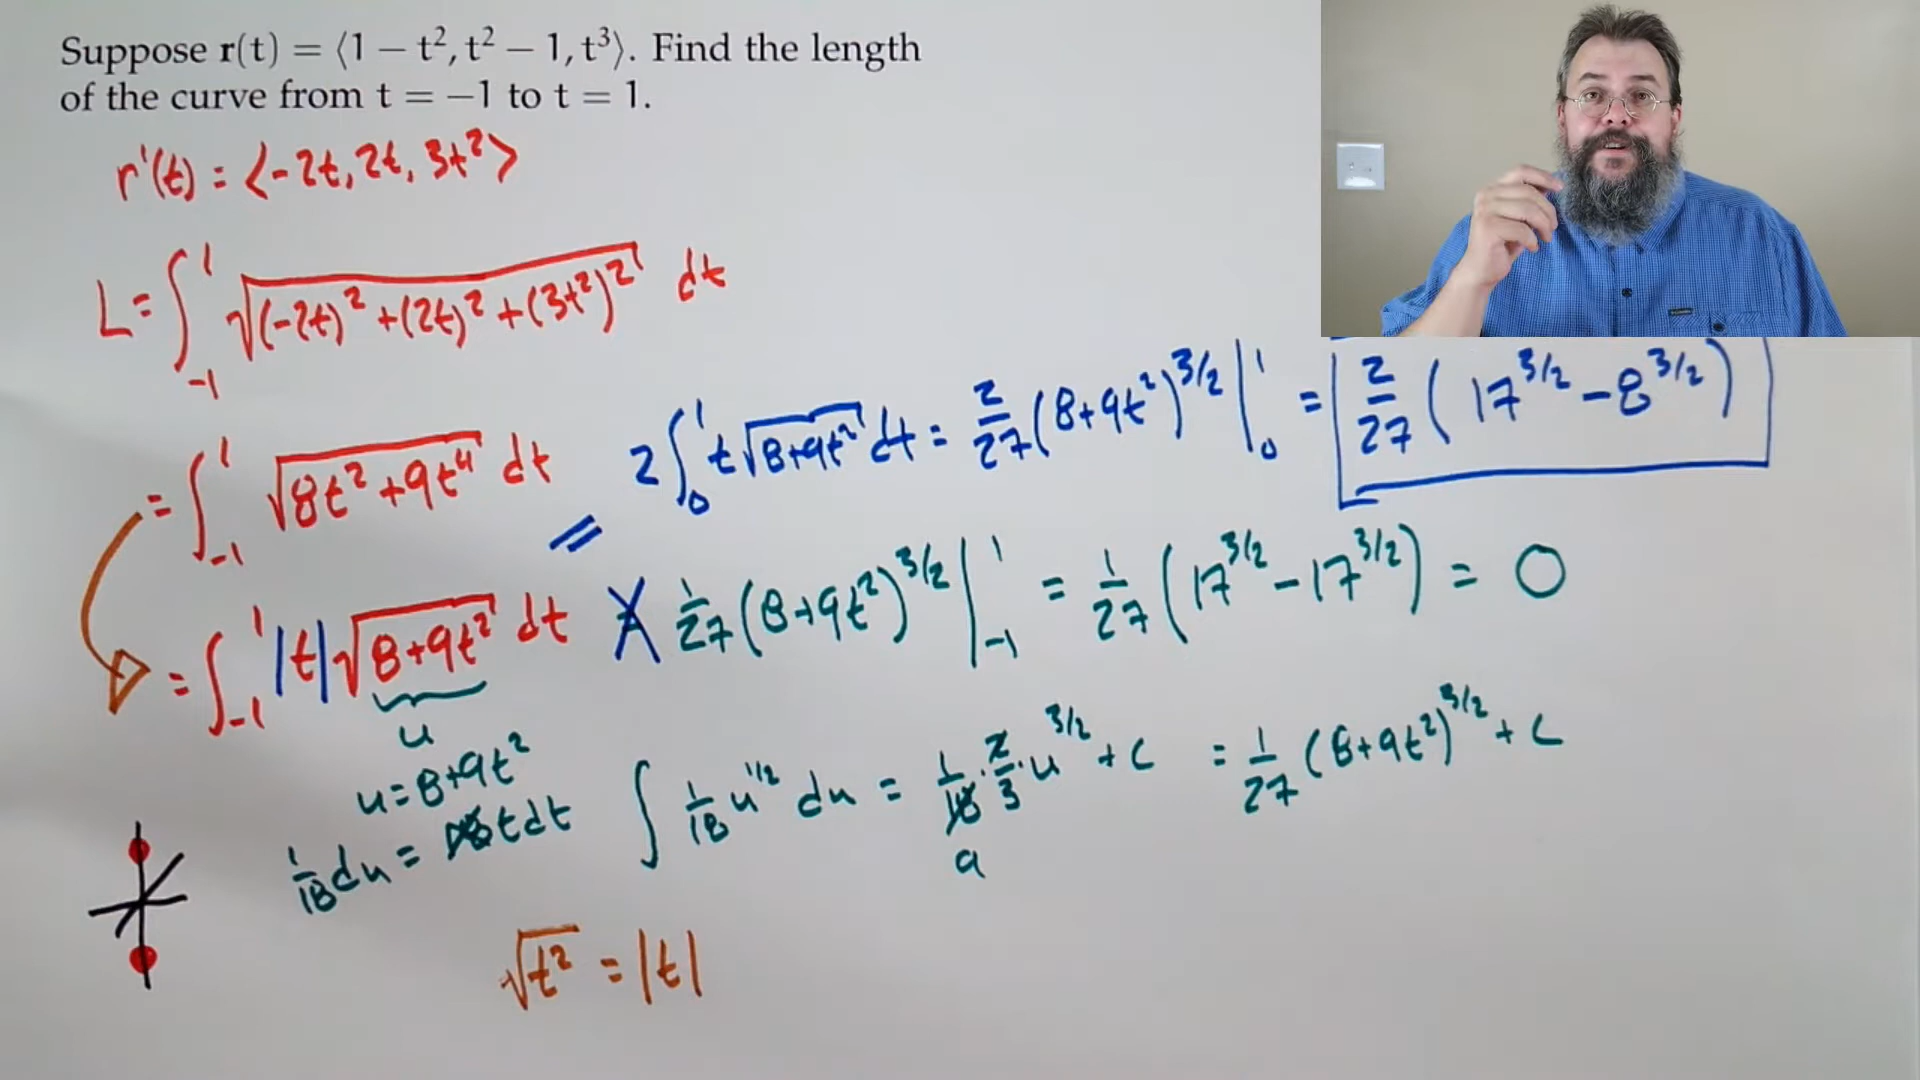 Suppose r(t) = ⟨1 − t², t² − 1, t³⟩. Find the length
of the curve from t = −1 to t = 1.
r'(t) = ⟨-2t, 2t, 3t²⟩
L = ∫₋₁¹ √((-2t)² + (2t)² + (3t²)²) dt
= ∫₋₁¹ √(8t² + 9t⁴) dt
= 2∫₀¹ t√(8+9t²) dt = 2/27 (8+9t²)^(3/2) |₀¹ = 2/27 (17^(3/2) - 8^(3/2))
= ∫₋₁¹ |t|√(8+9t²) dt
1/27 (8+9t²)^(3/2) |₋₁¹ = 1/27 (17^(3/2) - 17^(3/2)) = 0
u
u = 8+9t²
1/18 du = 18 t dt
∫ 1/18 u^(1/2) du = 1/18 · 2/3 · u^(3/2) + C = 1/27 (8+9t²)^(3/2) + C
9
√t² = |t|